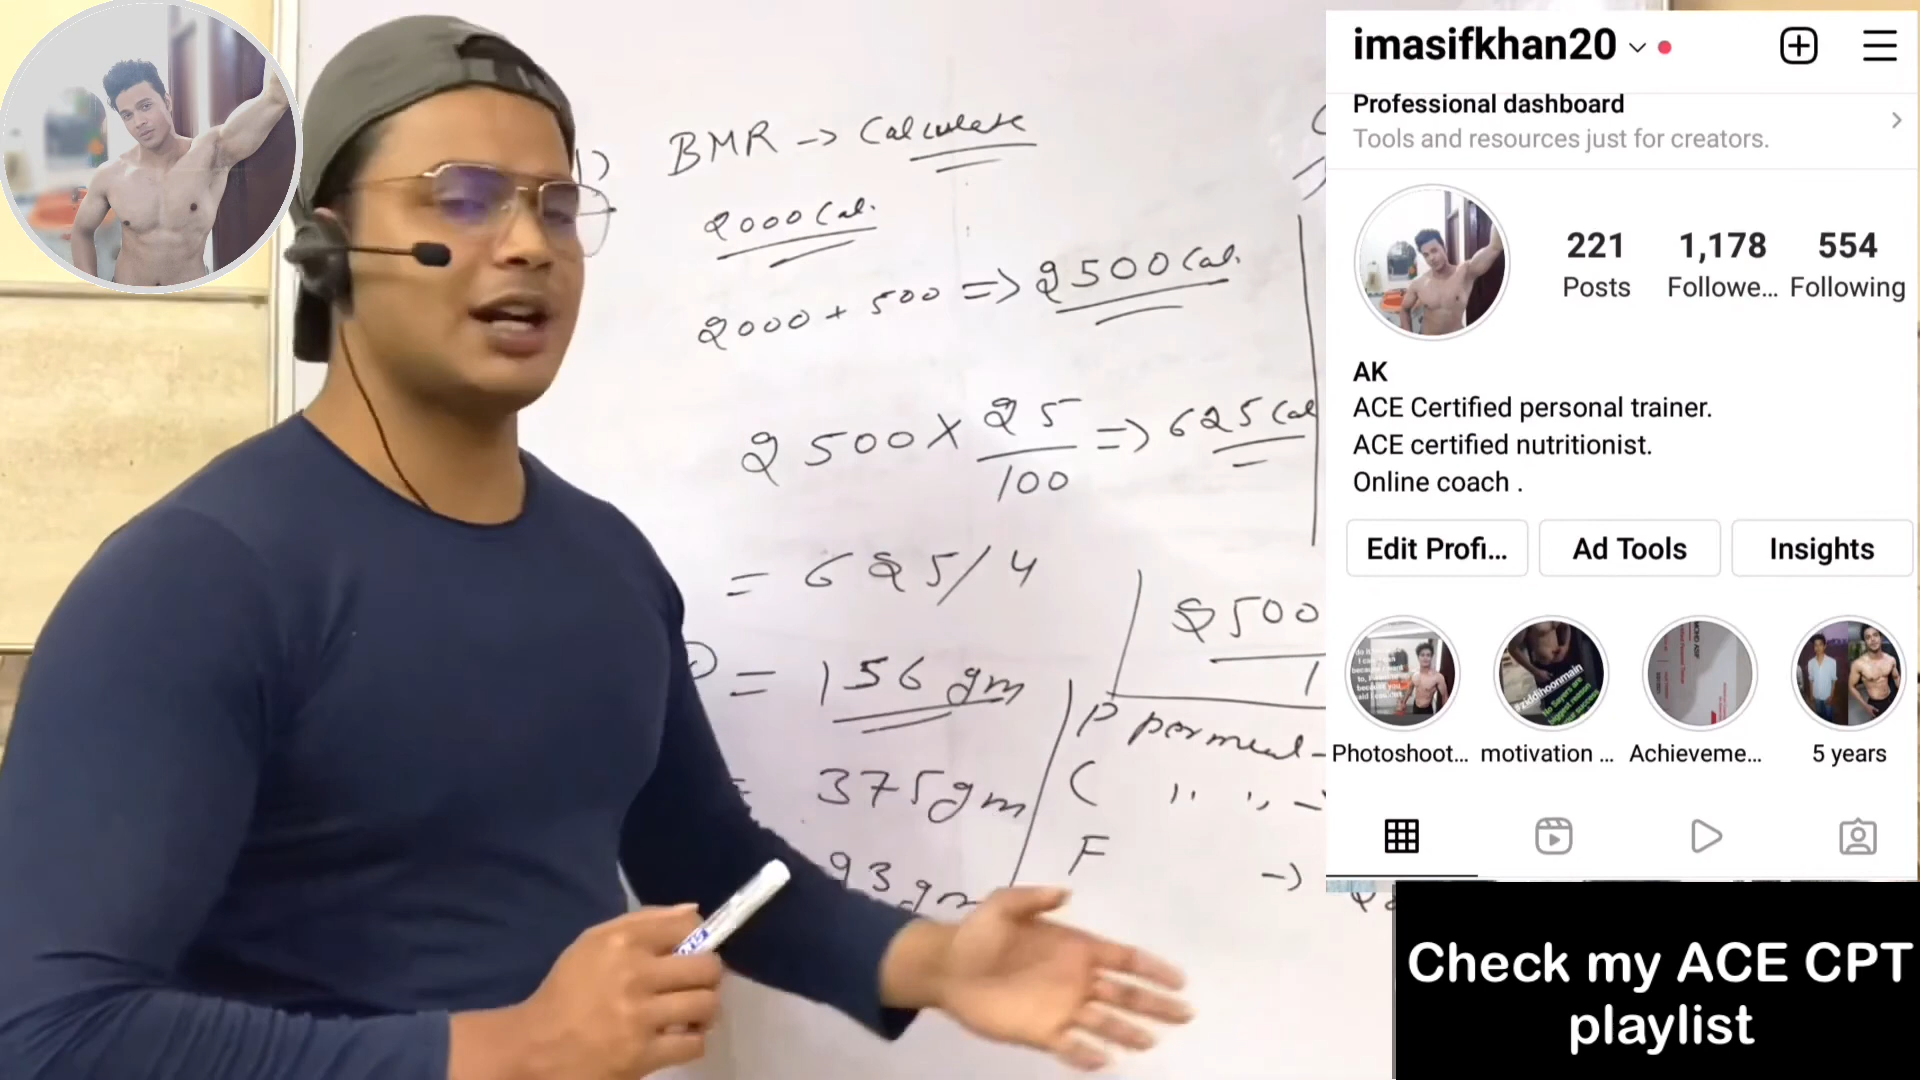 1) BMR -> Calculate
2000 Cal.
2000 + 500 => 2500 Cal.
2500 X 25/100 => 625 Cal
= 625/4
= 156 gm
375 gm
93 gm
2500
P per meal -
C ,, ,, -
F ->
imasifkhan20
Professional dashboard
Tools and resources just for creators.
221 1,178 554
Posts Followe... Following
AK
ACE Certified personal trainer.
ACE certified nutritionist.
Online coach .
Edit Profi... Ad Tools Insights
Photoshoot... motivation ... Achieveme... 5 years
Check my ACE CPT
playlist